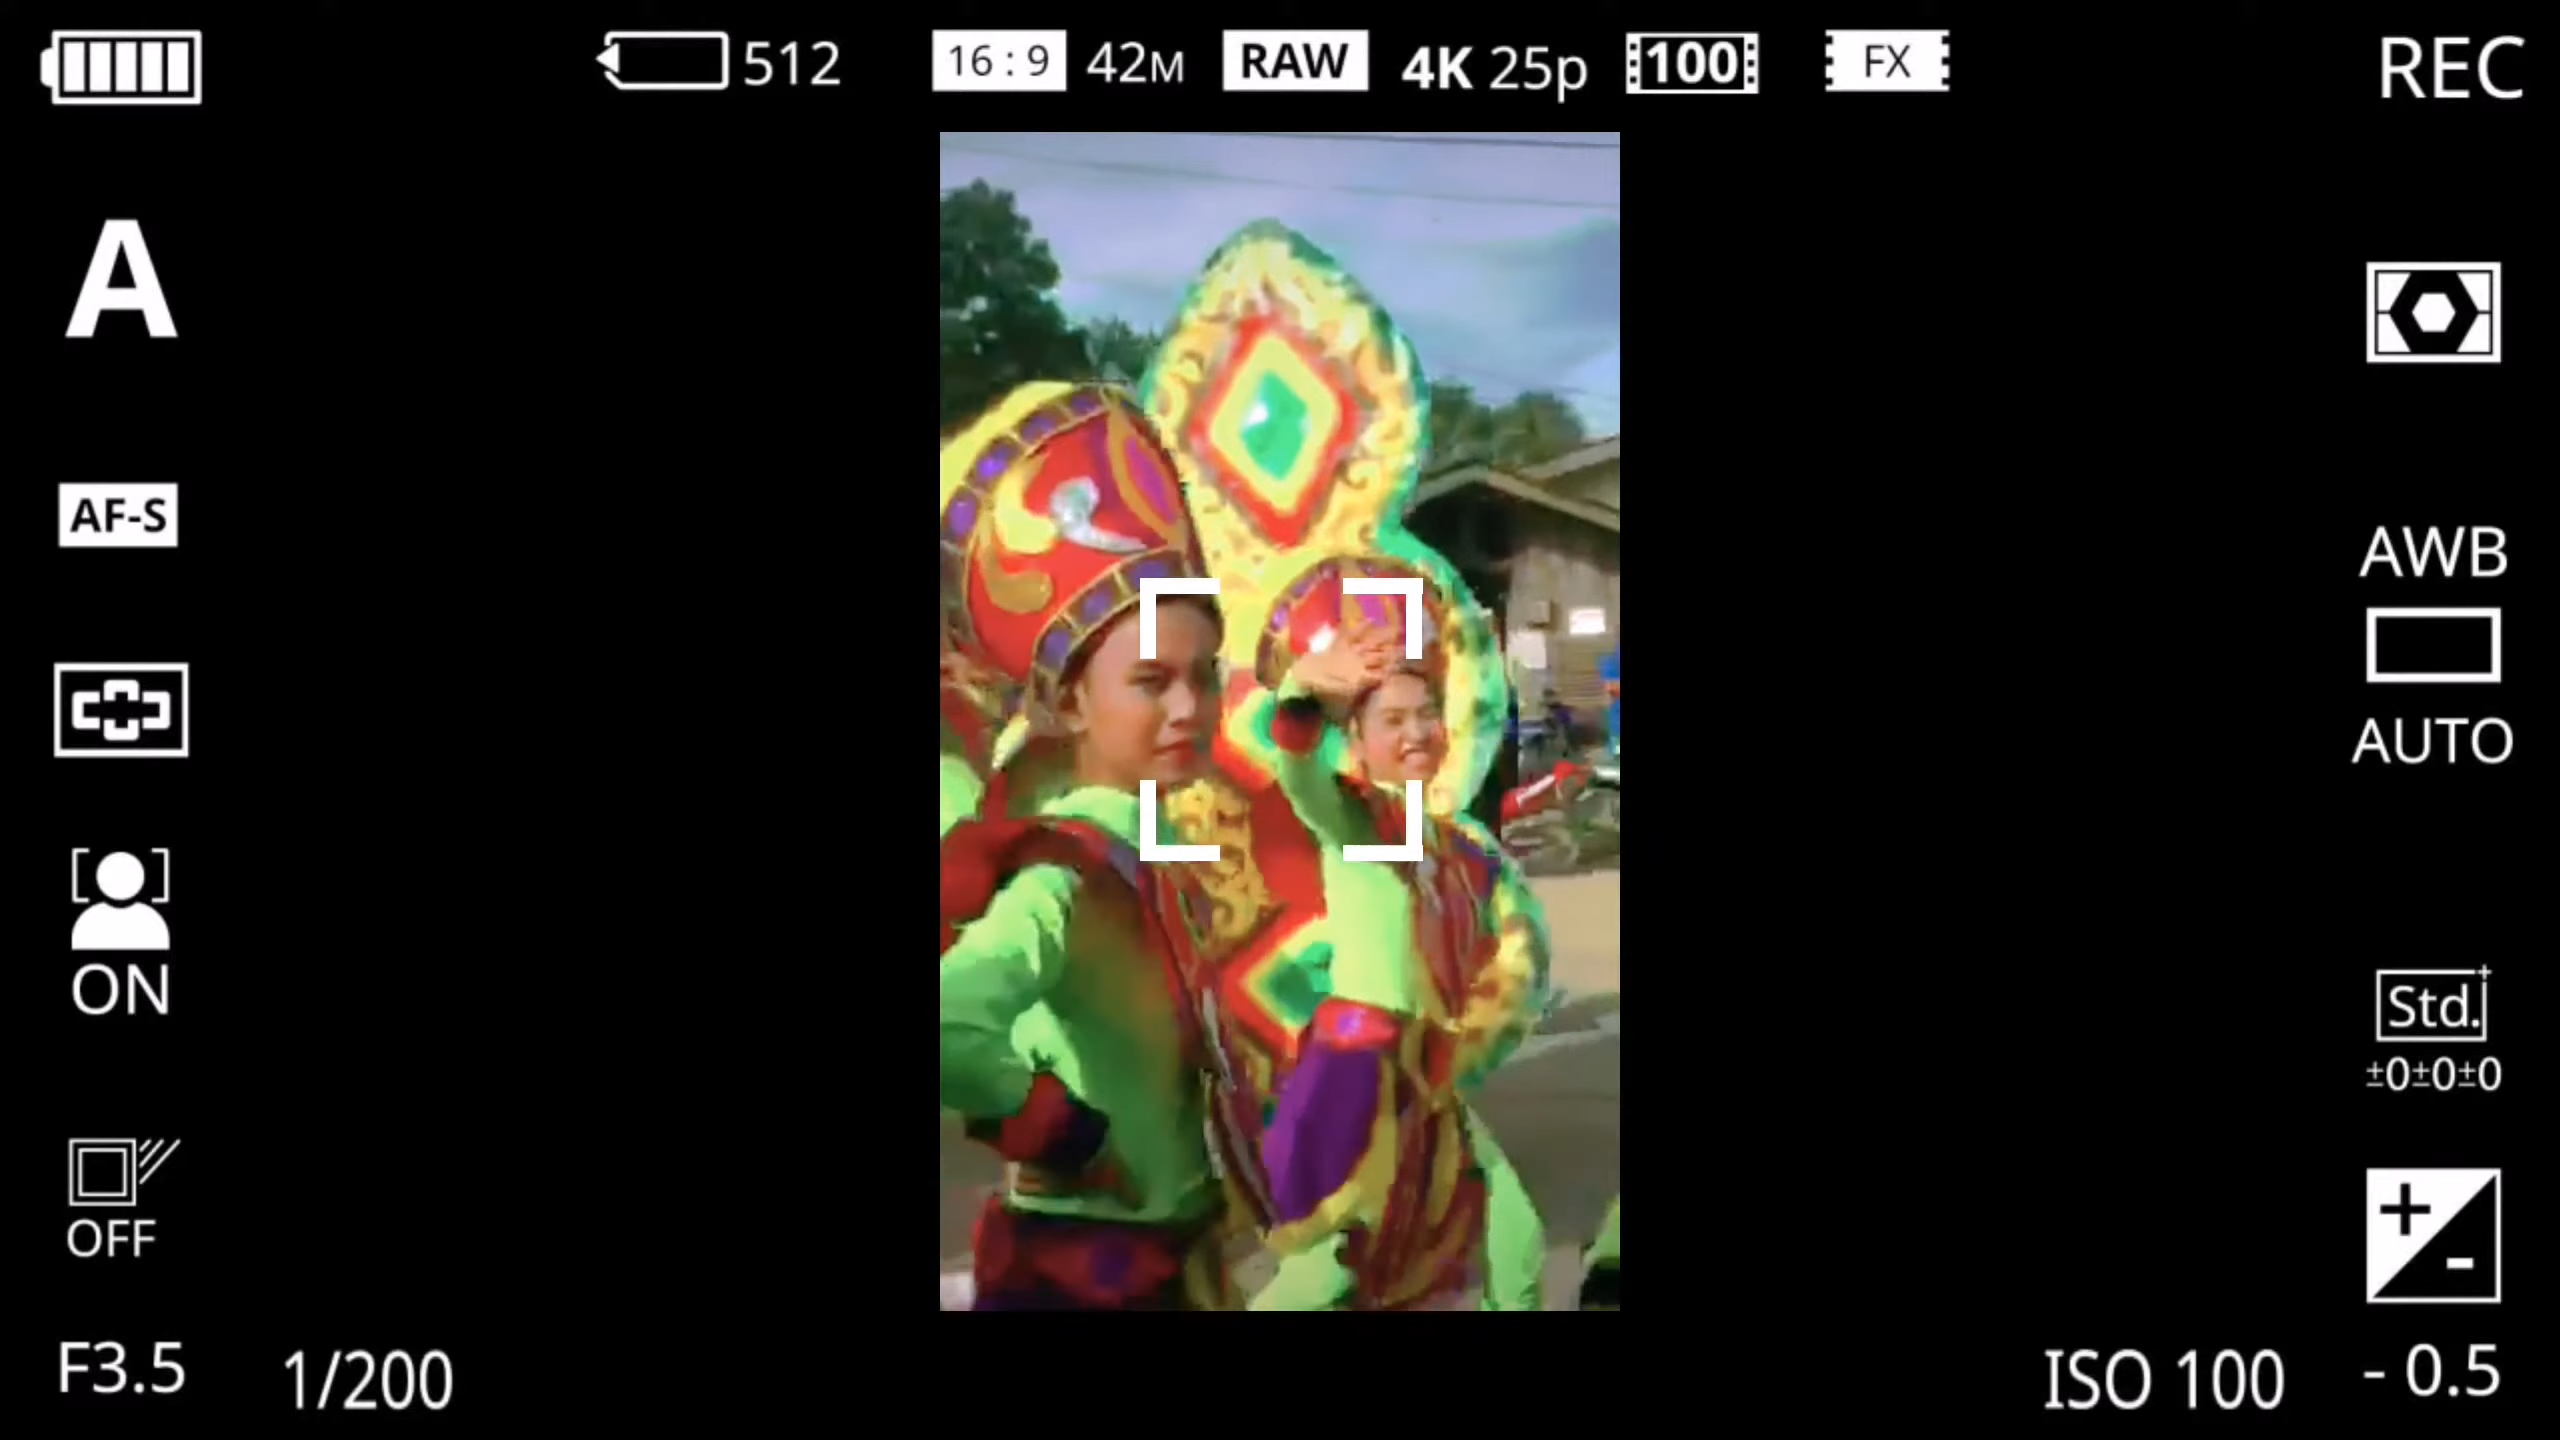 512 16:9 42M RAW 4K 25p 100 FX REC
A
AF-S
AWB
AUTO
ON
Std.+
±0±0±0
OFF
F3.5 1/200 ISO 100 - 0.5